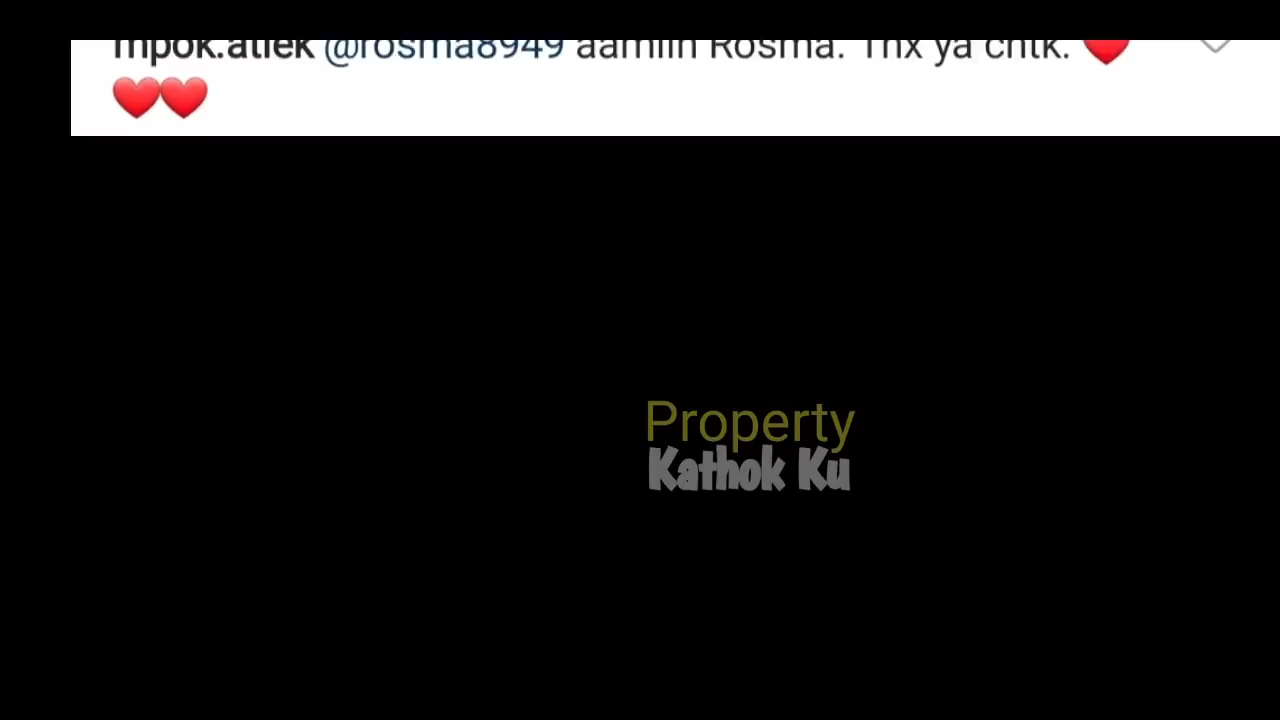 mpok.atiek @rosma8949 aamiin Rosma. Thx ya cntk. ❤️
❤️❤️
Property
Kathok Ku